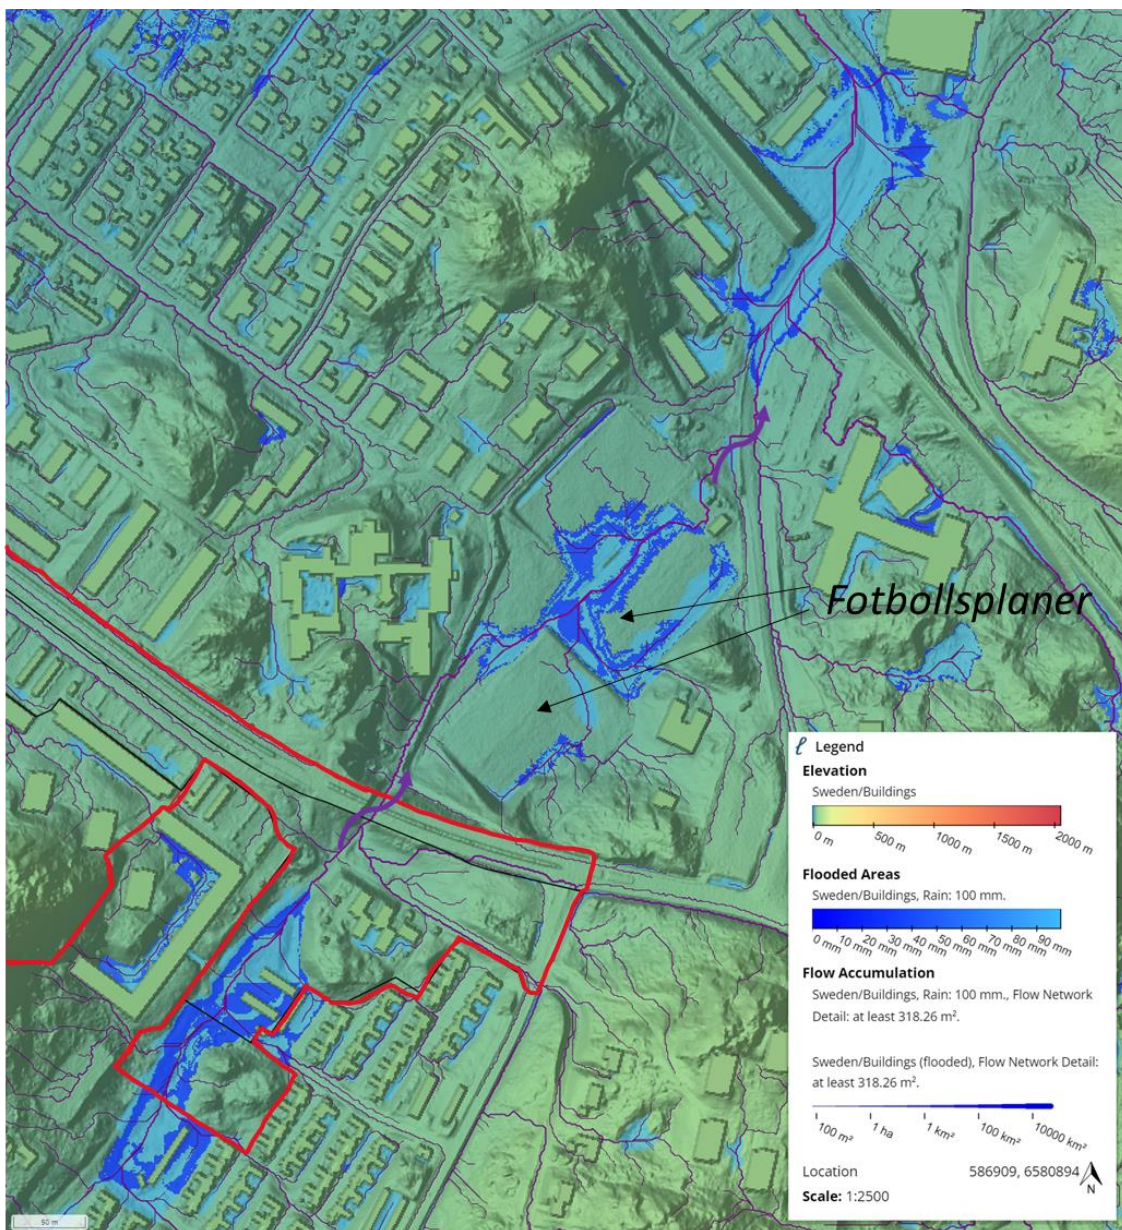 Fotbollsplaner
Legend
Elevation
Sweden/Buildings
0 m 500 m 1000 m 1500 m 2000 m
Flooded Areas
Sweden/Buildings, Rain: 100 mm.
0 mm 10 mm 20 mm 30 mm 40 mm 50 mm 60 mm 70 mm 80 mm 90 mm
Flow Accumulation
Sweden/Buildings, Rain: 100 mm., Flow Network
Detail: at least 318.26 m².
Sweden/Buildings (flooded), Flow Network Detail:
at least 318.26 m².
100 m² 1 ha 1 km² 100 km² 10000 km²
Location 586909, 6580894
N
Scale: 1:2500
50 m